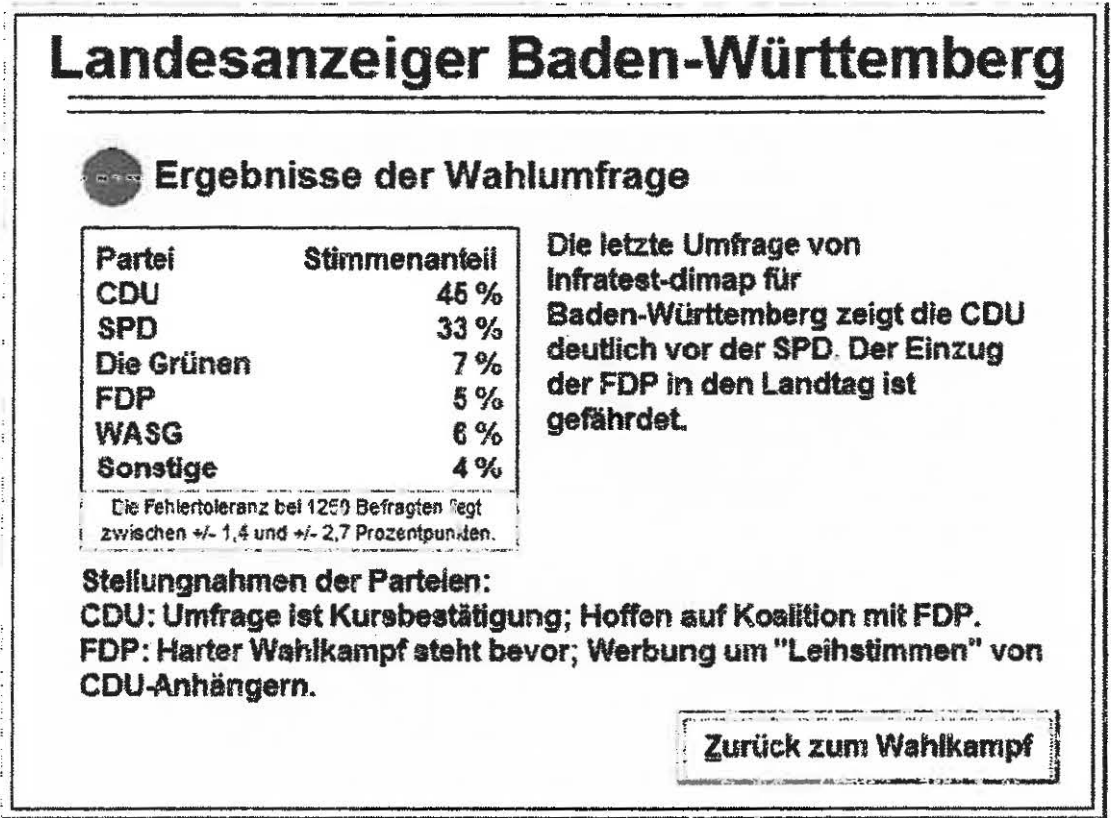 Landesanzeiger Baden-Württemberg
Ergebnisse der Wahlumfrage
Partei Stimmenanteil
CDU 45 %
SPD 33 %
Die Grünen 7 %
FDP 5 %
WASG 6 %
Sonstige 4 %
Die Fehlertoleranz bei Befragten liegt
zwischen +/- 1,4 und +/- 2,7 Prozentpunkten.
Die letzte Umfrage von
Infratest-dimap für
Baden-Württemberg zeigt die CDU
deutlich vor der SPD. Der Einzug
der FDP in den Landtag ist
gefährdet.
Stellungnahmen der Parteien:
CDU: Umfrage ist Kursbestätigung; Hoffen auf Koalition mit FDP.
FDP: Harter Wahlkampf steht bevor; Werbung um "Leihstimmen" von
CDU-Anhängern.
Zurück zum Wahlkampf